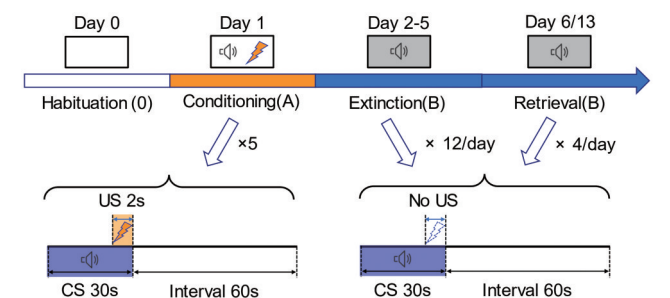 Day 0
Day 1
Day 2-5
Day 6/13
Habituation (0)
Conditioning(A)
Extinction(B)
Retrieval(B)
×5
× 12/day
× 4/day
US 2s
No US
CS 30s
Interval 60s
CS 30s
Interval 60s